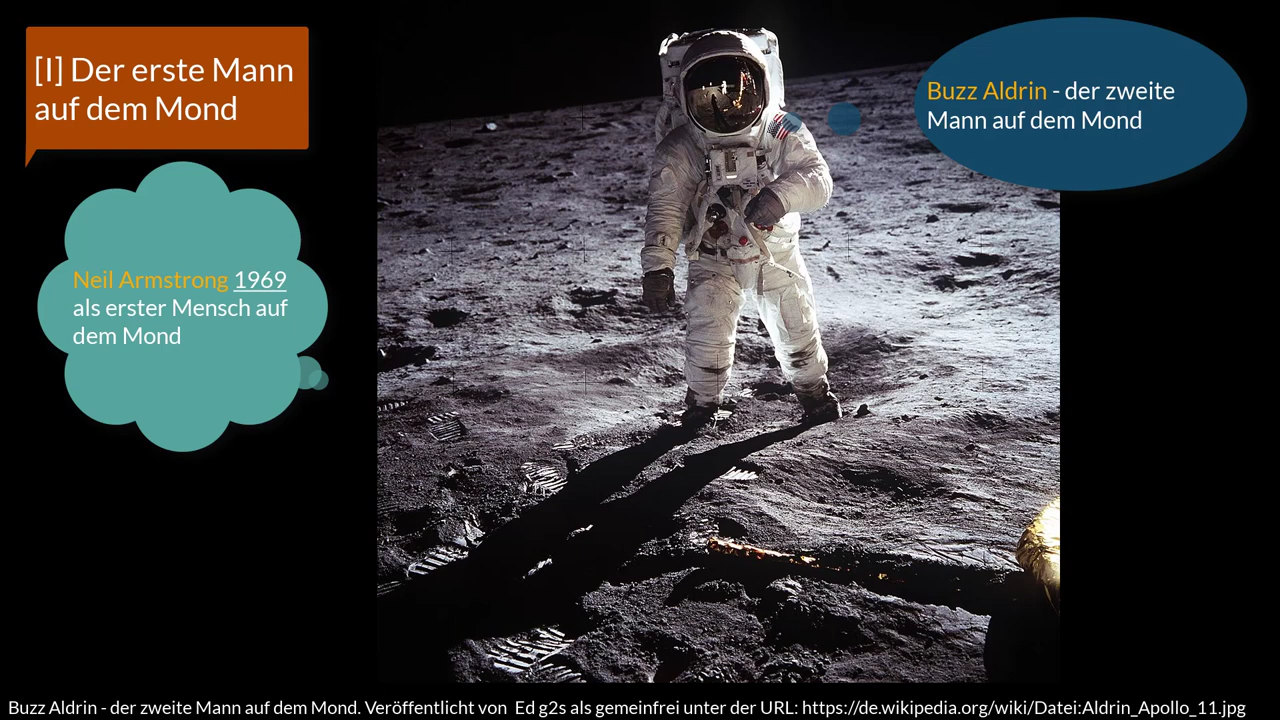 [I] Der erste Mann
auf dem Mond
Buzz Aldrin - der zweite
Mann auf dem Mond
Neil Armstrong 1969
als erster Mensch auf
dem Mond
Buzz Aldrin - der zweite Mann auf dem Mond. Veröffentlicht von  Ed g2s als gemeinfrei unter der URL: https://de.wikipedia.org/wiki/Datei:Aldrin_Apollo_11.jpg